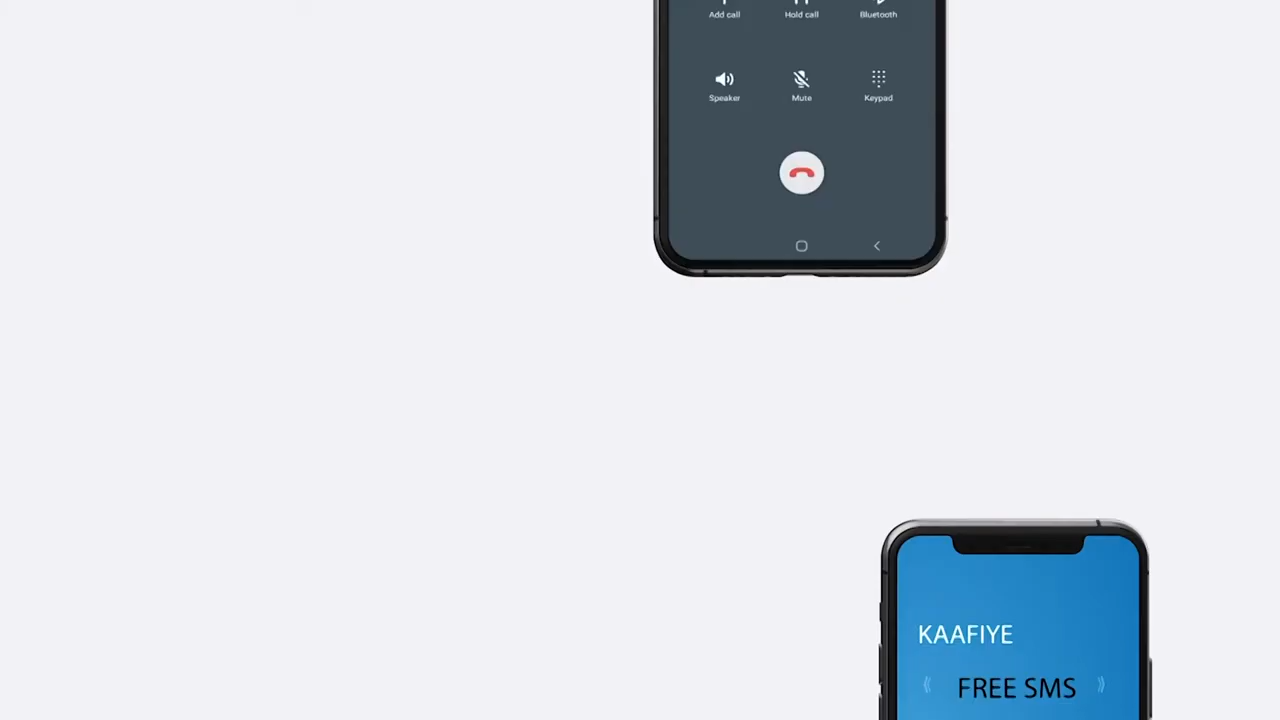 Add call Hold call Bluetooth
Speaker Mute Keypad
KAAFIYE
FREE SMS